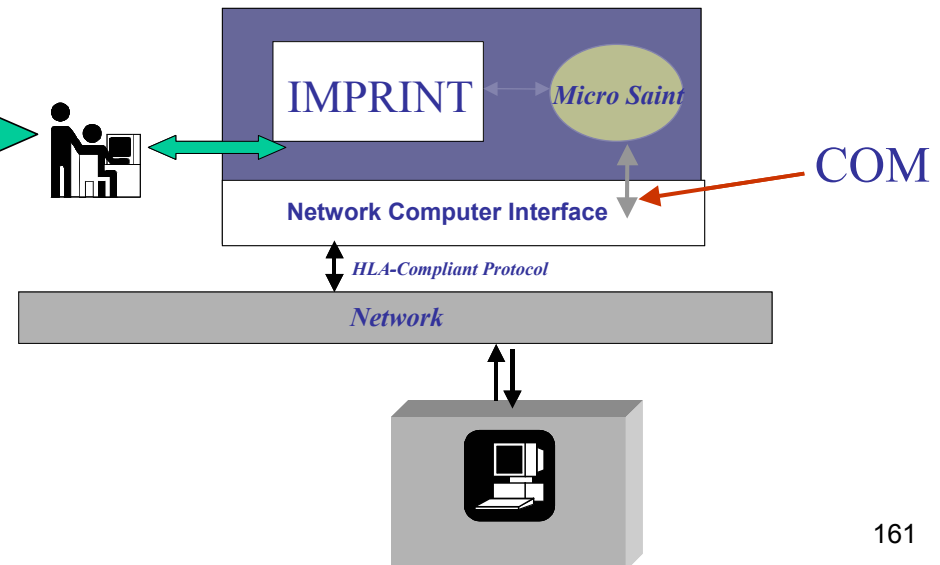 IMPRINT
Micro Saint
COM
Network Computer Interface
HLA-Compliant Protocol
Network
161